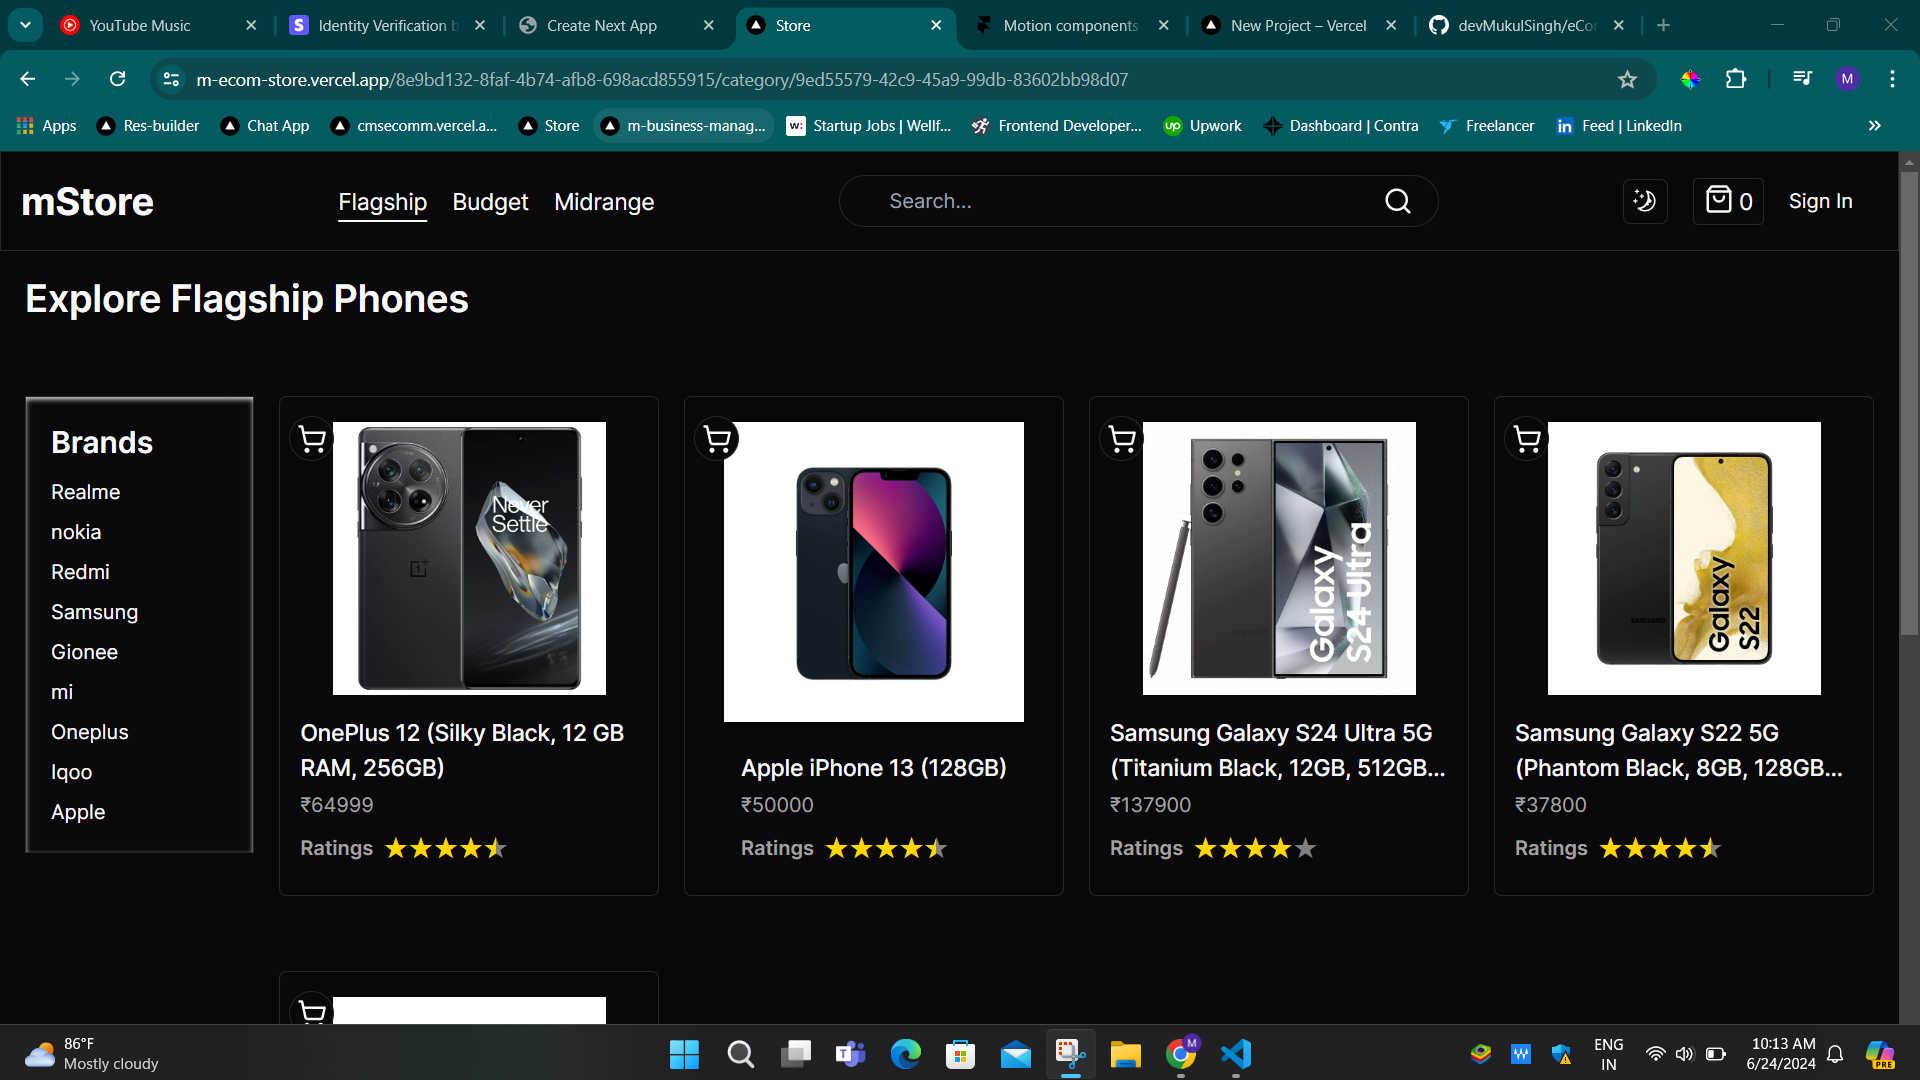 YouTube Music
Identity Verification b
Create Next App
Store
Motion components
New Project – Vercel
devMukulSingh/eCo
m-ecom-store.vercel.app/8e9bd132-8faf-4b74-afb8-698acd855915/category/9ed55579-42c9-45a9-99db-83602bb98d07
M
Apps
Res-builder
Chat App
cmsecomm.vercel.a...
Store
m-business-manag...
Startup Jobs | Wellf...
Frontend Developer...
Upwork
Dashboard | Contra
Freelancer
Feed | LinkedIn
mStore
Flagship
Budget
Midrange
Search...
0
Sign In
Explore Flagship Phones
Brands
Realme
nokia
Redmi
Samsung
Gionee
mi
Oneplus
Iqoo
Apple
Never
Settle
OnePlus 12 (Silky Black, 12 GB
RAM, 256GB)
₹64999
Ratings
Apple iPhone 13 (128GB)
₹50000
Ratings
Galaxy
S24 Ultra
Samsung Galaxy S24 Ultra 5G
(Titanium Black, 12GB, 512GB...
₹137900
Ratings
SAMSUNG
Galaxy
S22
Samsung Galaxy S22 5G
(Phantom Black, 8GB, 128GB...
₹37800
Ratings
86°F
Mostly cloudy
M
ENG
IN
10:13 AM
6/24/2024
PRE